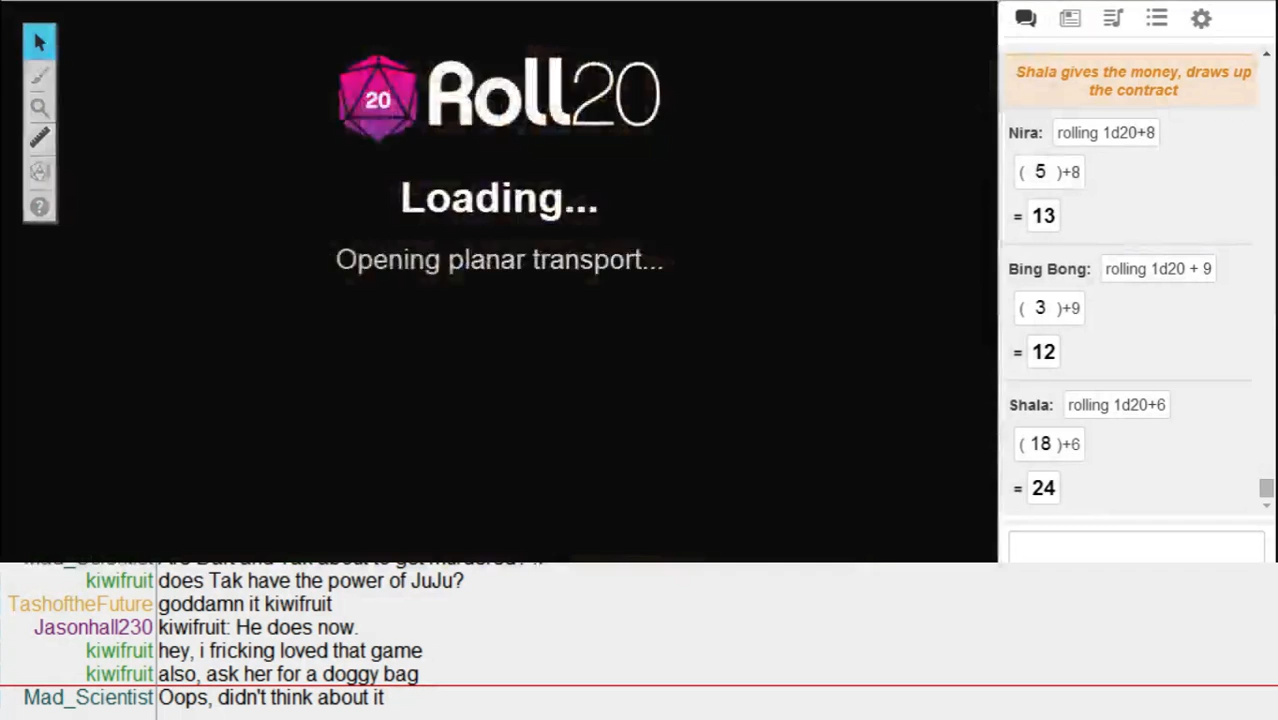 20
Roll20
Loading...
Opening planar transport...
?
Shala gives the money, draws up
the contract
Nira: rolling 1d20+8
( 5 )+8
= 13
Bing Bong: rolling 1d20 + 9
( 3 )+9
= 12
Shala: rolling 1d20+6
( 18 )+6
= 24
kiwifruit does Tak have the power of JuJu?
TashoftheFuture goddamn it kiwifruit
Jasonhall230 kiwifruit: He does now.
kiwifruit hey, i fricking loved that game
kiwifruit also, ask her for a doggy bag
Mad_Scientist Oops, didn't think about it